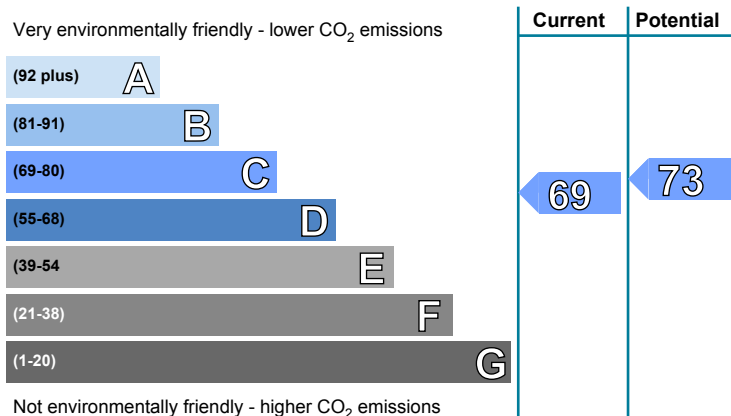 Very environmentally friendly - lower CO2 emissions
Current
Potential
(92 plus) A
(81-91) B
(69-80) C
(55-68) D
(39-54 E
(21-38) F
(1-20) G
69
73
Not environmentally friendly - higher CO2 emissions